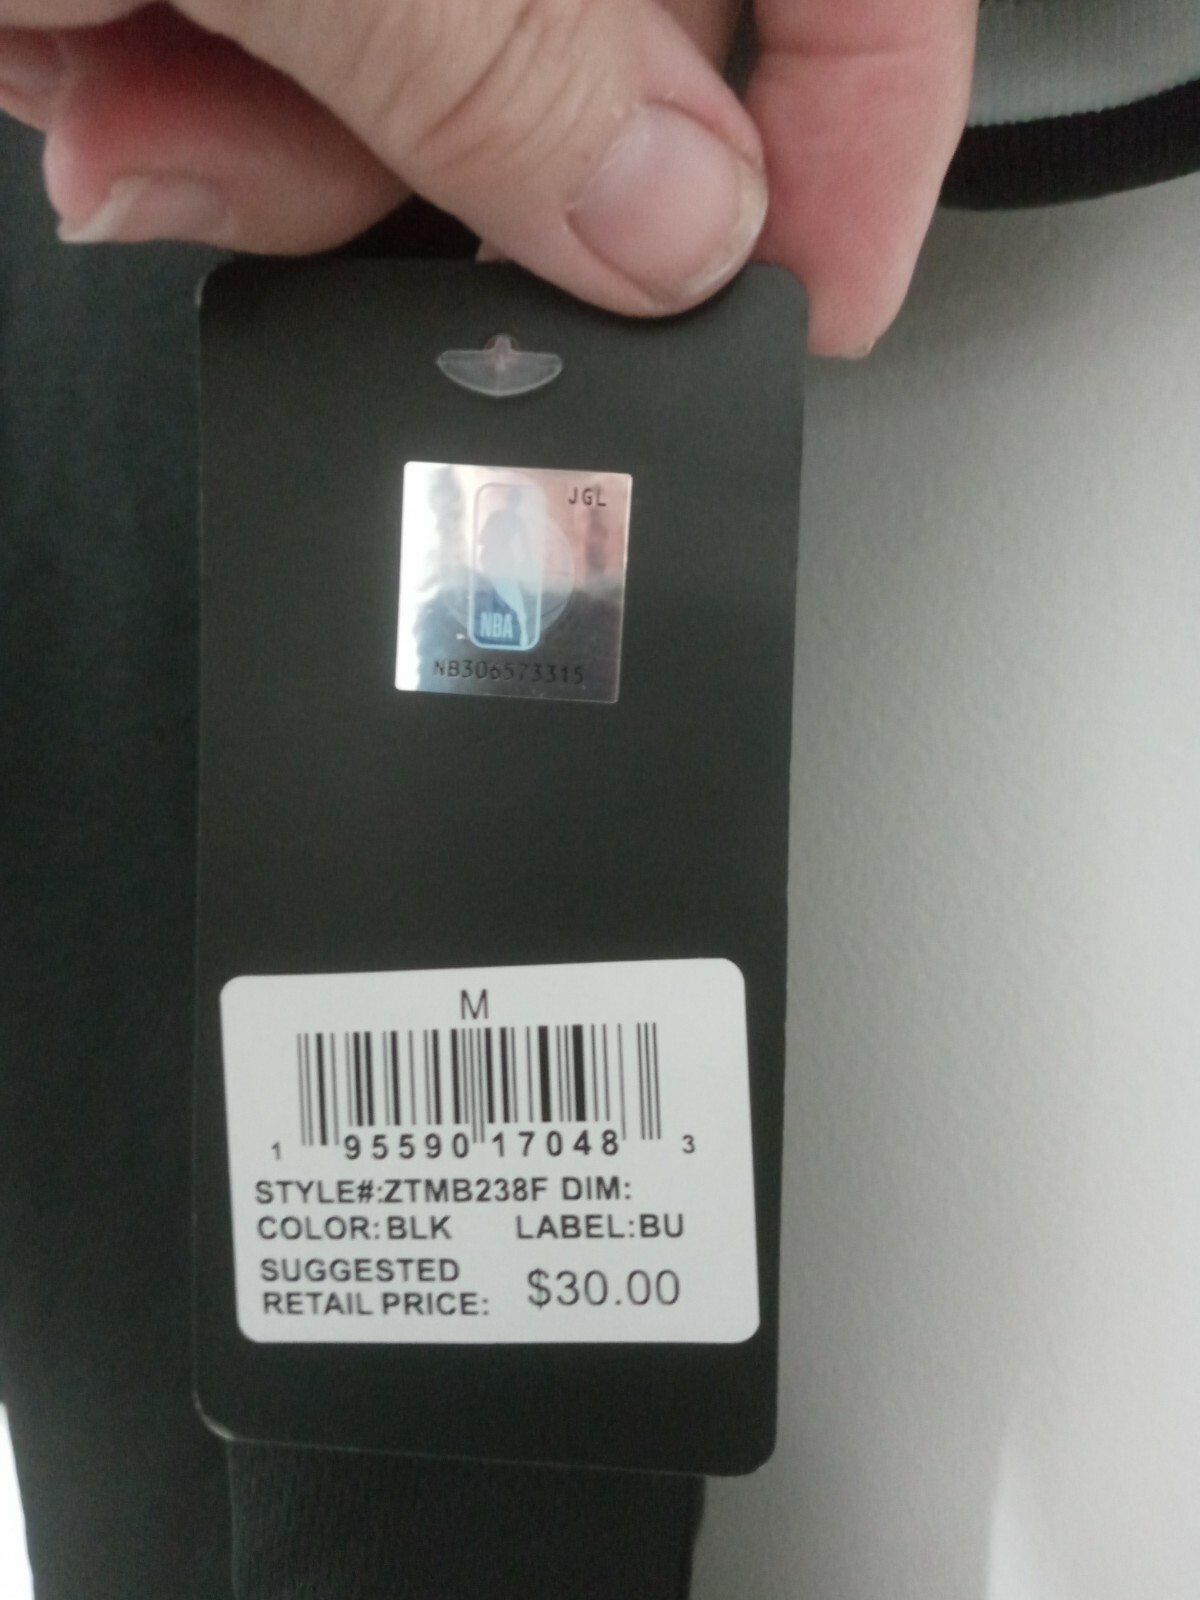 JGL
NBA
NB306573315
M
1 95590 17048 3
STYLE#:ZTMB238F DIM:
COLOR:BLK LABEL:BU
SUGGESTED
RETAIL PRICE: $30.00